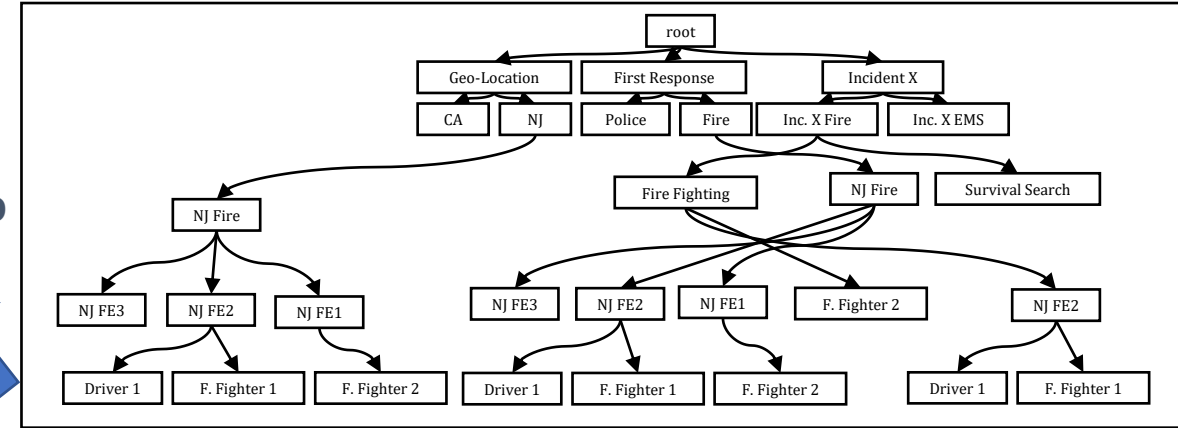 root
Geo-Location
First Response
Incident X
CA
NJ
Police
Fire
Inc. X Fire
Inc. X EMS
NJ Fire
Fire Fighting
NJ Fire
Survival Search
NJ FE3
NJ FE2
NJ FE1
NJ FE3
NJ FE2
NJ FE1
F. Fighter 2
NJ FE2
Driver 1
F. Fighter 1
F. Fighter 2
Driver 1
F. Fighter 1
F. Fighter 2
Driver 1
F. Fighter 1